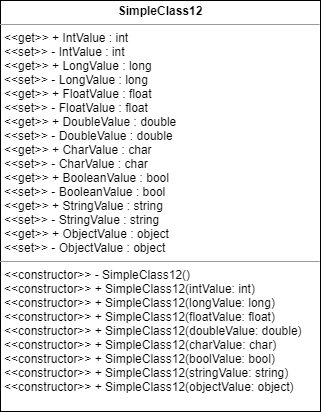 SimpleClass12
<<get>> + IntValue : int
<<set>> - IntValue : int
<<get>> + LongValue : long
<<set>> - LongValue : long
<<get>> + FloatValue : float
<<set>> - FloatValue : float
<<get>> + DoubleValue : double
<<set>> - DoubleValue : double
<<get>> + CharValue : char
<<set>> - CharValue : char
<<get>> + BooleanValue : bool
<<set>> - BooleanValue : bool
<<get>> + StringValue : string
<<set>> - StringValue : string
<<get>> + ObjectValue : object
<<set>> - ObjectValue : object
<<constructor>> - SimpleClass12()
<<constructor>> + SimpleClass12(intValue: int)
<<constructor>> + SimpleClass12(longValue: long)
<<constructor>> + SimpleClass12(floatValue: float)
<<constructor>> + SimpleClass12(doubleValue: double)
<<constructor>> + SimpleClass12(charValue: char)
<<constructor>> + SimpleClass12(boolValue: bool)
<<constructor>> + SimpleClass12(stringValue: string)
<<constructor>> + SimpleClass12(objectValue: object)